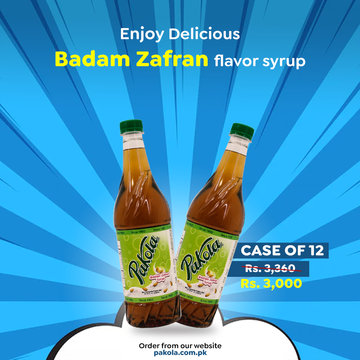 Enjoy Delicious
Badam Zafran flavor syrup
Pakola
Pakola
CASE OF 12
Rs. 3,360
Rs. 3,000
Order from our website
pakola.com.pk